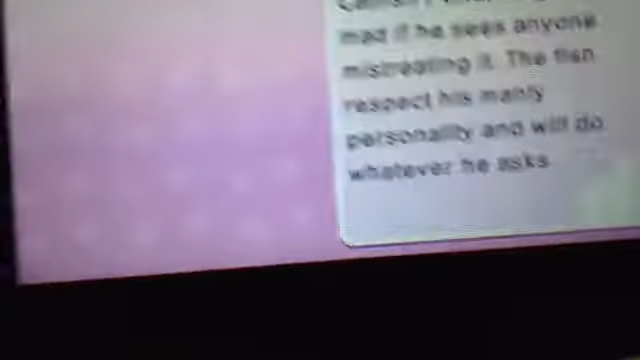 mad if he sees anyone
mistreating it. The fish
respect his manly
personality and will do
whatever he asks